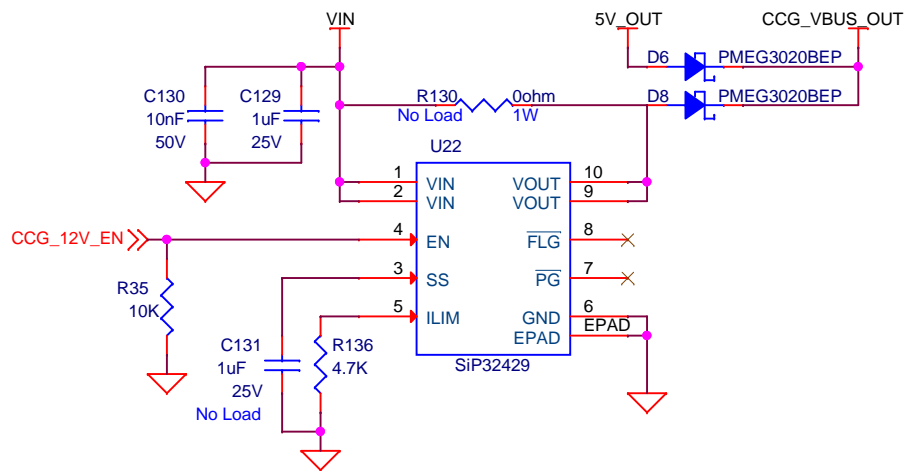 VIN
5V_OUT
CCG_VBUS_OUT
D6
PMEG3020BEP
C130
10nF
50V
C129
1uF
25V
R130
No Load
0ohm
1W
D8
PMEG3020BEP
U22
1
VIN
VOUT
10
2
VIN
VOUT
9
CCG_12V_EN
4
EN
FLG
8
3
SS
PG
7
R35
10K
5
ILIM
GND
6
EPAD
EPAD
C131
1uF
25V
No Load
R136
4.7K
SiP32429